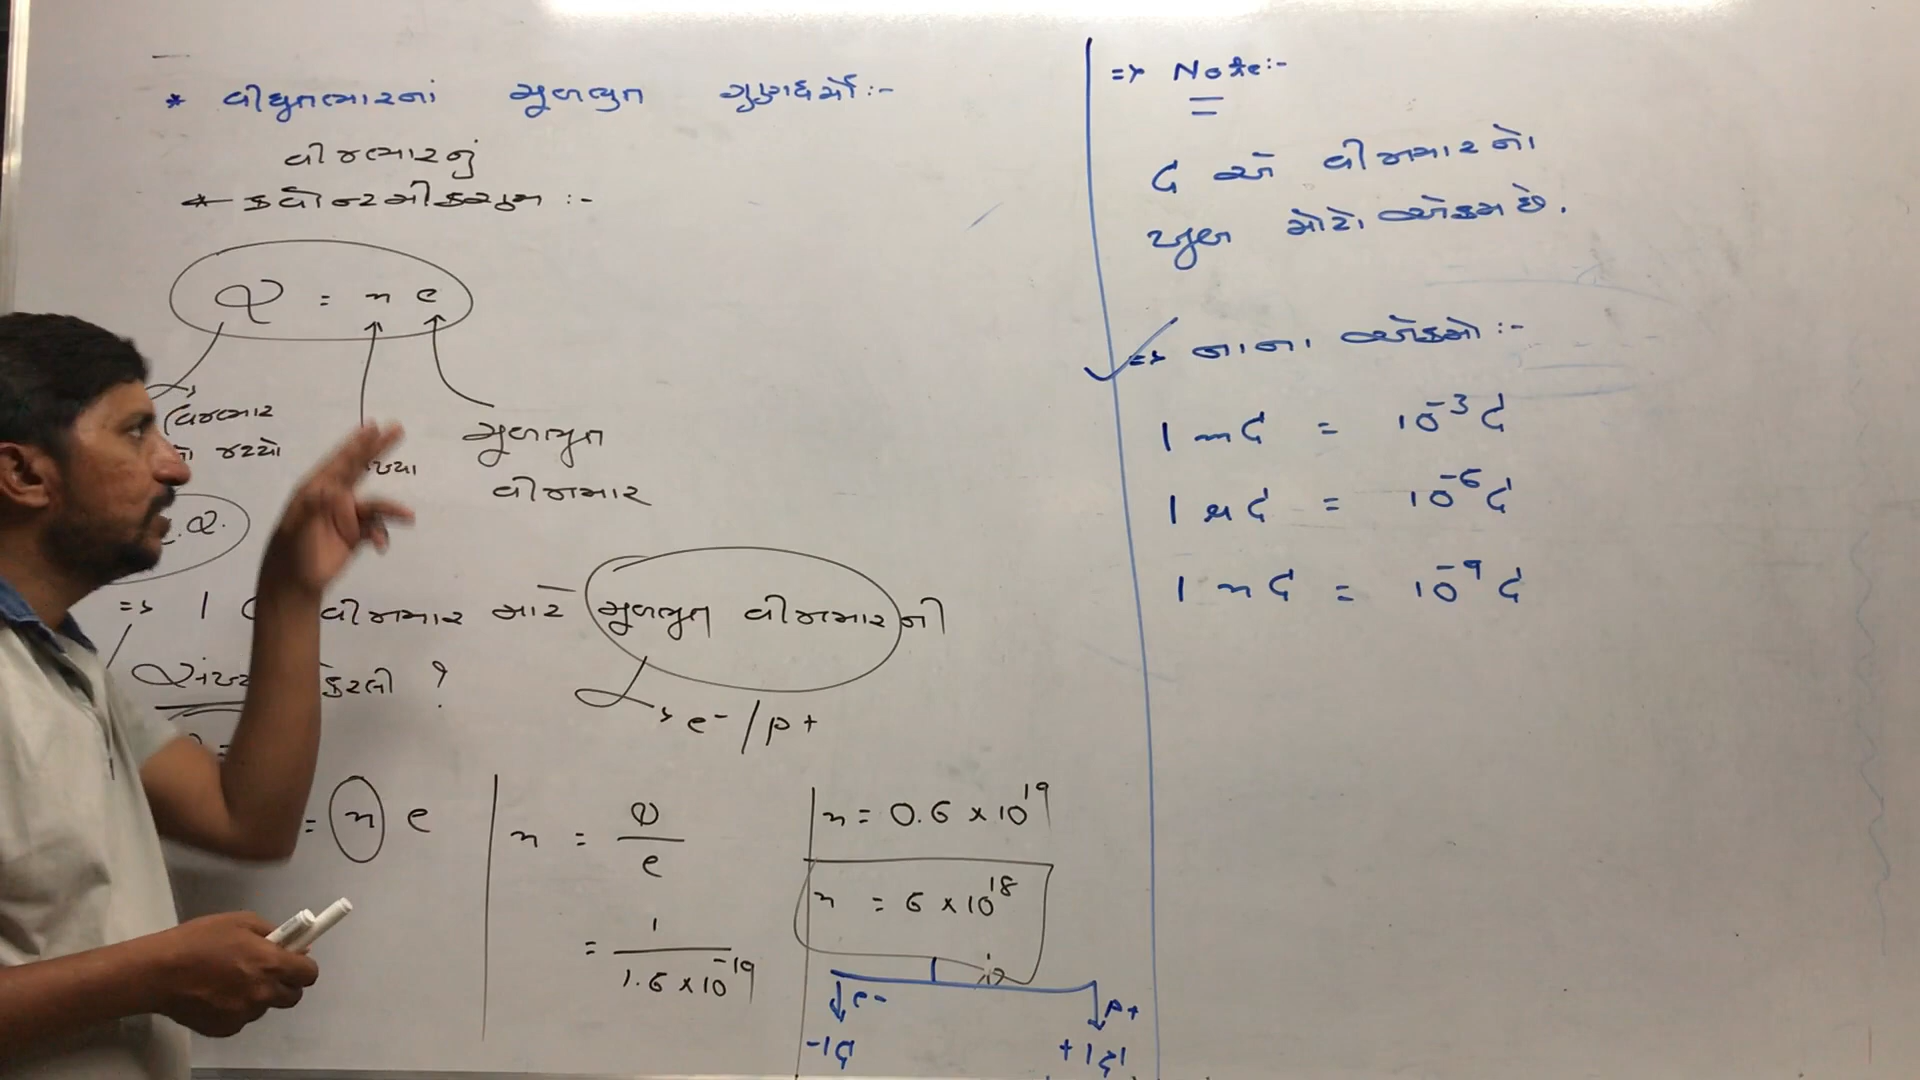 * વીદ્યુતભારનાં મૂળભુત ગુણધર્મો:-
વીજભારનું
* ક્વોન્ટમીકરણ :-
Q = n e
વિજભાર
જથ્થો
મૂળભુત
વીજભાર
Q.
=> 1 C વીજભાર માટે મૂળભુત વીજભાર ની
કેટલી ?
e- / p+
= n e
n = Q / e
= 1 / 1.6 × 10^-19
n = 0.6 × 10^19
n = 6 × 10^18
e- p+
-1C +1C
=> Note:-
C એ વીજભારનો
ખુબ મોટો એકમ છે.
=> નાના એકમો :-
1 mC = 10^-3 C
1 μC = 10^-6 C
1 nC = 10^-9 C